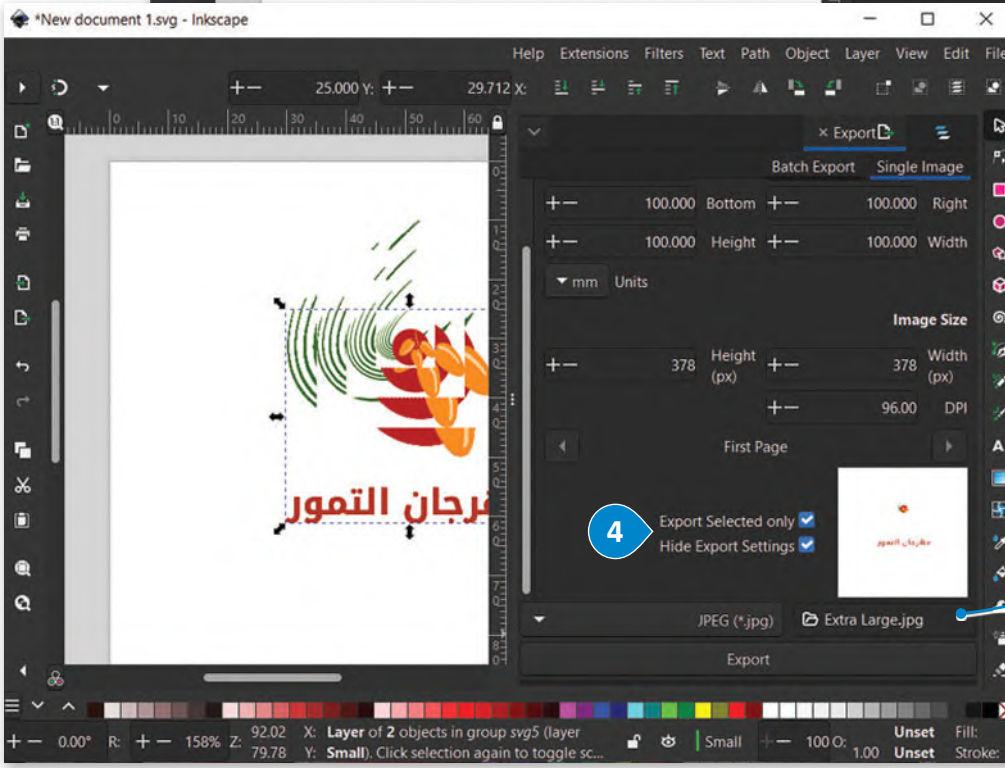 *New document 1.svg - Inkscape
Help Extensions Filters Text Path Object Layer View Edit File
25.000 Y: 29.712 X:
Export
Batch Export Single Image
100.000 Bottom 100.000 Right
100.000 Height 100.000 Width
mm Units
Image Size
378 Height (px) 378 Width (px)
96.00 DPI
First Page
4
Export Selected only
Hide Export Settings
مهرجان التمور
JPEG (*.jpg) Extra Large.jpg
Export
0.00° R: 158% Z: 92.02 X: Layer of 2 objects in group svg5 (layer
79.78 Y: Small). Click selection again to toggle sc...
Small 100 O: 1.00 Unset Fill:
Unset Stroke: